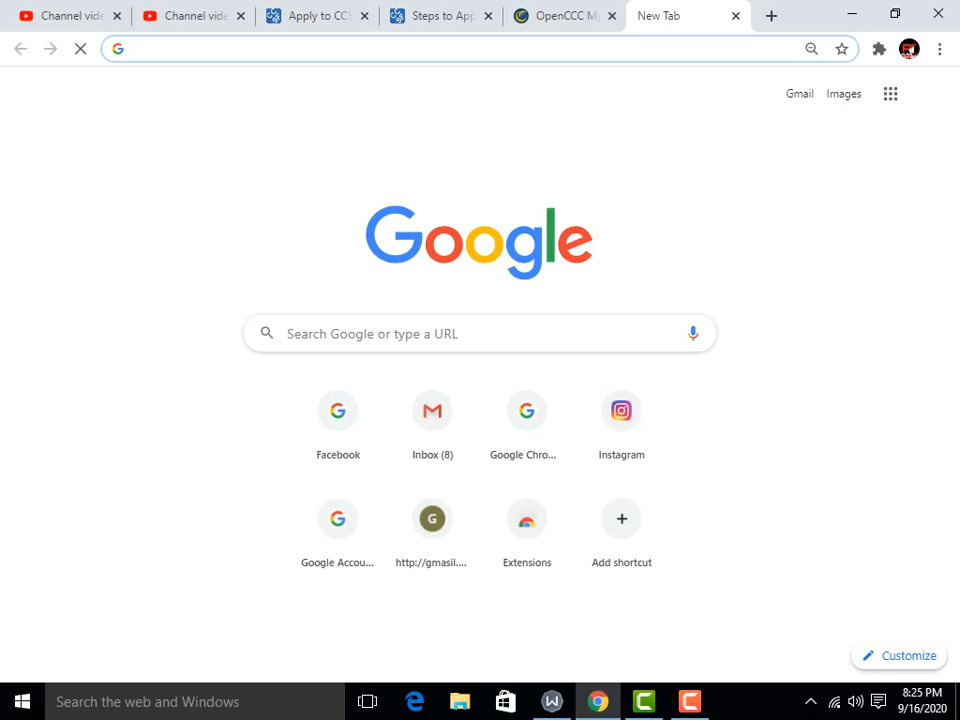 Channel vide
Channel vide
Apply to CCS
Steps to App
OpenCCC My
New Tab
Gmail
Images
Google
Search Google or type a URL
Facebook
Inbox (8)
Google Chro...
Instagram
Google Accou...
G
http://gmasil....
Extensions
Add shortcut
Customize
Search the web and Windows
8:25 PM
9/16/2020